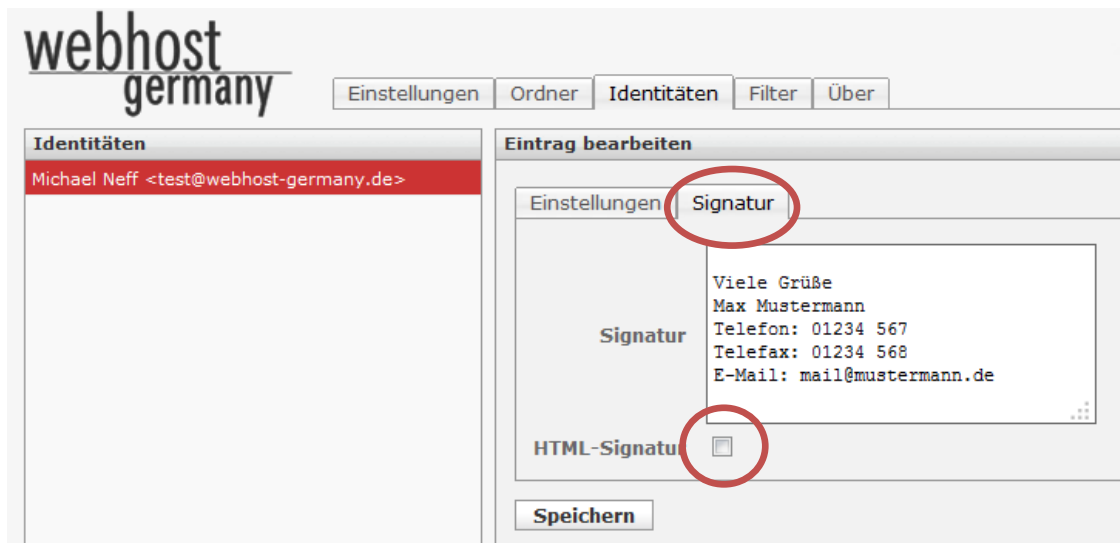 webhost
germany
Einstellungen Ordner Identitäten Filter Über
Identitäten
Michael Neff <test@webhost-germany.de>
Eintrag bearbeiten
Einstellungen Signatur
Signatur
Viele Grüße
Max Mustermann
Telefon: 01234 567
Telefax: 01234 568
E-Mail: mail@mustermann.de
HTML-Signatur
Speichern